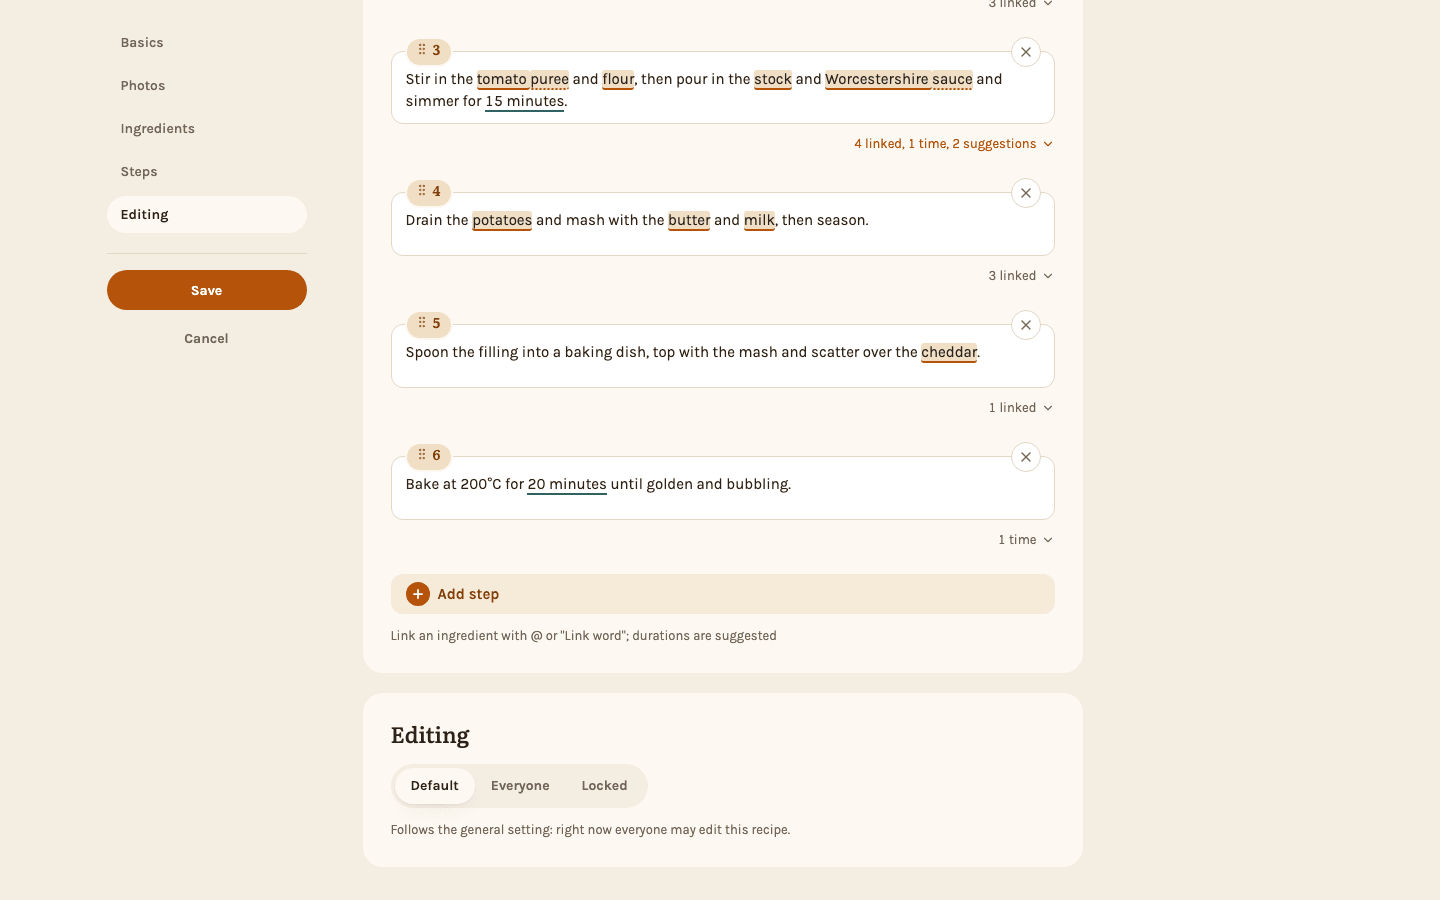 Basics
Photos
Ingredients
Steps
Editing
Save
Cancel
3 linked
3
Stir in the tomato puree and flour, then pour in the stock and Worcestershire sauce and
simmer for 15 minutes.
4 linked, 1 time, 2 suggestions
4
Drain the potatoes and mash with the butter and milk, then season.
3 linked
5
Spoon the filling into a baking dish, top with the mash and scatter over the cheddar.
1 linked
6
Bake at 200°C for 20 minutes until golden and bubbling.
1 time
Add step
Link an ingredient with @ or "Link word"; durations are suggested
Editing
Default Everyone Locked
Follows the general setting: right now everyone may edit this recipe.